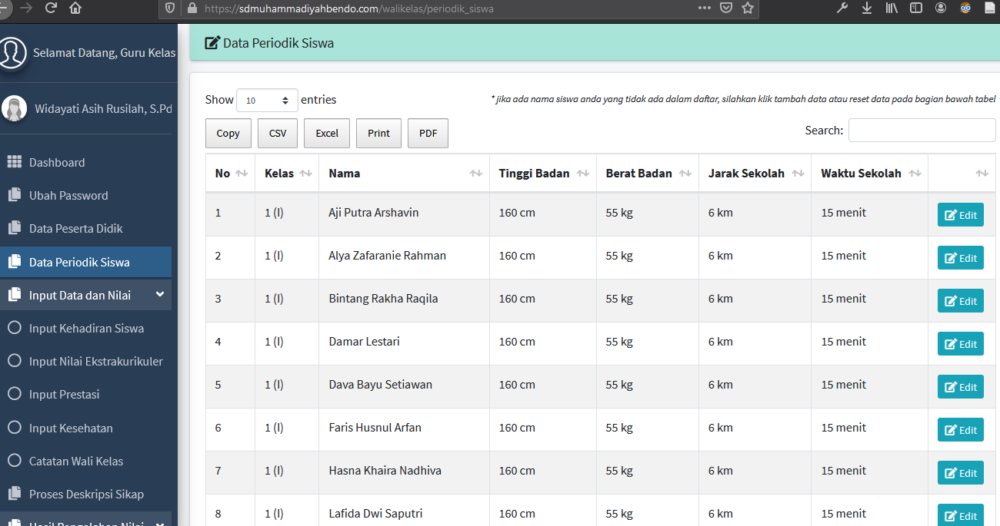 https://sdmuhammadiyahbendo.com/walikelas/periodik_siswa
Selamat Datang, Guru Kelas
Widayati Asih Rusilah, S.Pd
Dashboard
Ubah Password
Data Peserta Didik
Data Periodik Siswa
Input Data dan Nilai
Input Kehadiran Siswa
Input Nilai Ekstrakurikuler
Input Prestasi
Input Kesehatan
Catatan Wali Kelas
Proses Deskripsi Sikap
Hasil Pengolahan Nilai
Data Periodik Siswa
Show 10 entries
* jika ada nama siswa anda yang tidak ada dalam daftar, silahkan klik tambah data atau reset data pada bagian bawah tabel
Copy CSV Excel Print PDF
Search:
No Kelas Nama Tinggi Badan Berat Badan Jarak Sekolah Waktu Sekolah
1 1 (I) Aji Putra Arshavin 160 cm 55 kg 6 km 15 menit Edit
2 1 (I) Alya Zafaranie Rahman 160 cm 55 kg 6 km 15 menit Edit
3 1 (I) Bintang Rakha Raqila 160 cm 55 kg 6 km 15 menit Edit
4 1 (I) Damar Lestari 160 cm 55 kg 6 km 15 menit Edit
5 1 (I) Dava Bayu Setiawan 160 cm 55 kg 6 km 15 menit Edit
6 1 (I) Faris Husnul Arfan 160 cm 55 kg 6 km 15 menit Edit
7 1 (I) Hasna Khaira Nadhiva 160 cm 55 kg 6 km 15 menit Edit
8 1 (I) Lafida Dwi Saputri 160 cm 55 kg 6 km 15 menit Edit